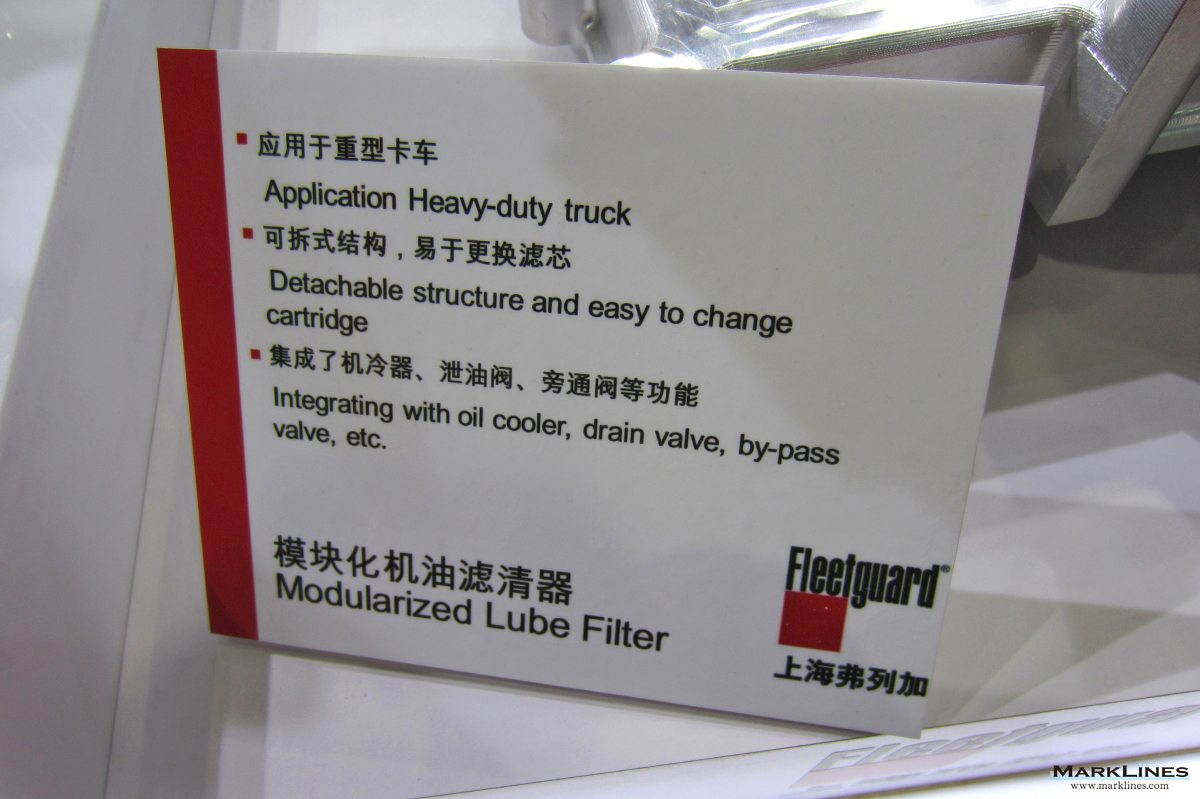 应用于重型卡车
Application Heavy-duty truck
可拆式结构，易于更换滤芯
Detachable structure and easy to change
cartridge
集成了机冷器、泄油阀、旁通阀等功能
Integrating with oil cooler, drain valve, by-pass
valve, etc.
模块化机油滤清器
Modularized Lube Filter
Fleetguard®
上海弗列加
Fleetguard
MARKLINES
www.marklines.com